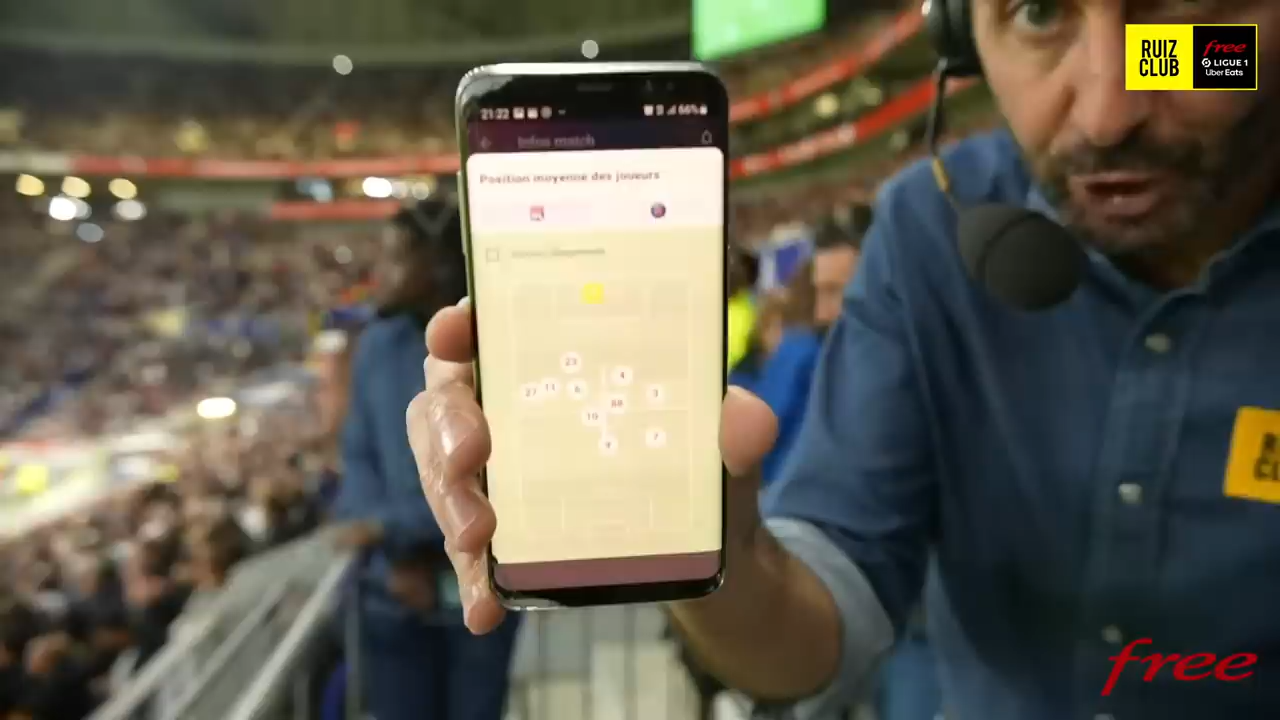 RUIZ
CLUB
free
LIGUE 1
Uber Eats
21:22
66%
Infos match
Position moyenne des joueurs
23
4
27
11
6
3
88
10
9
7
free